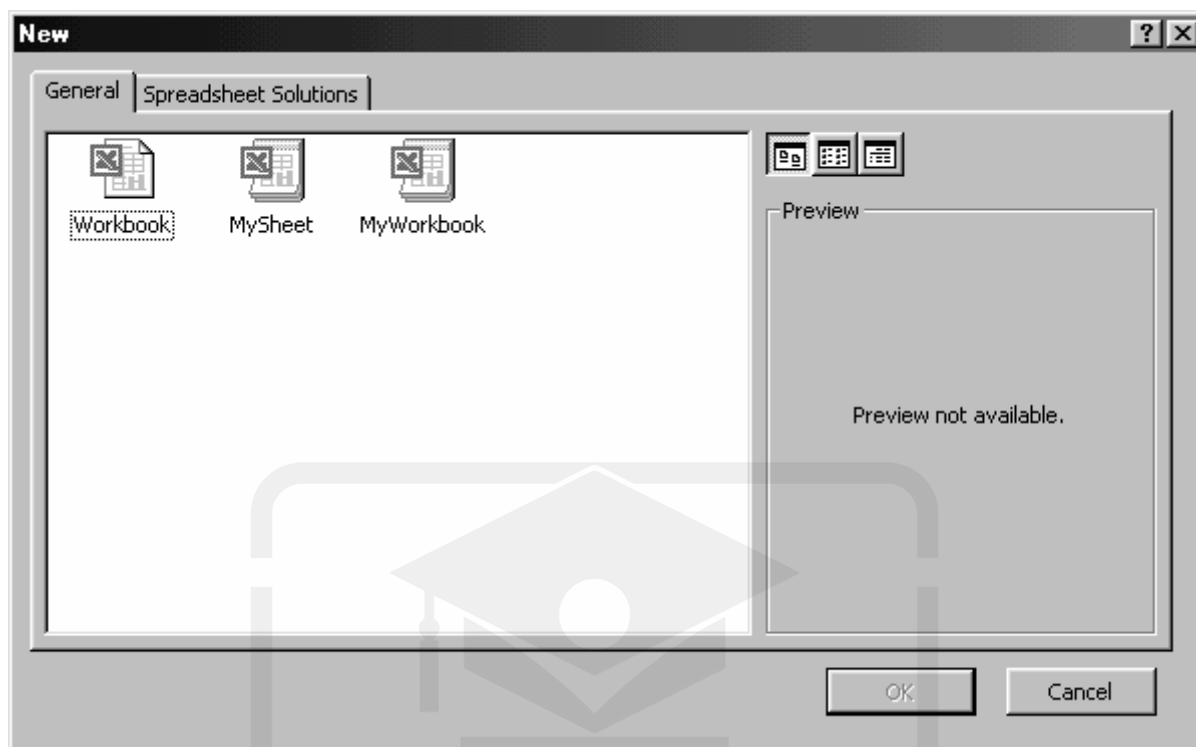 New
General
Spreadsheet Solutions
Workbook
MySheet
MyWorkbook
Preview
Preview not available.
OK
Cancel